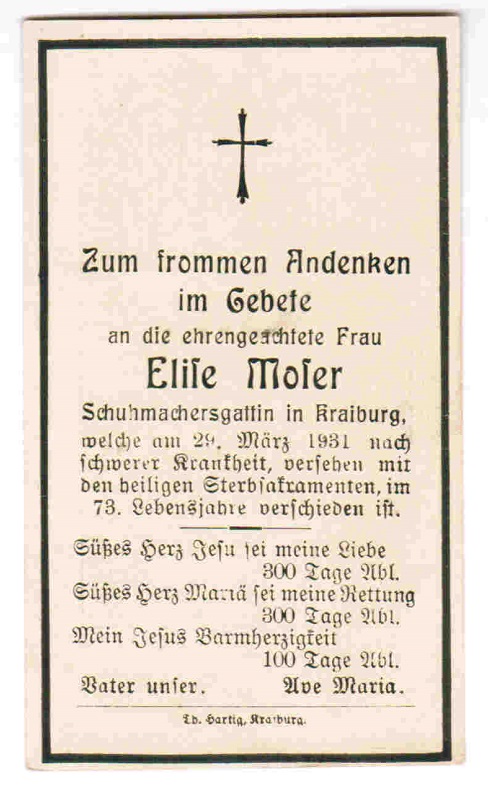 Zum frommen Andenken
im Gebete
an die ehrengeachtete Frau
Elise Moser
Schuhmachersgattin in Kraiburg,
welche am 29. März 1931 nach
schwerer Krankheit, versehen mit
den heiligen Sterbsakramenten, im
73. Lebensjahre verschieden ist.
Süßes Herz Jesu sei meine Liebe
300 Tage Abl.
Süßes Herz Mariä sei meine Rettung
300 Tage Abl.
Mein Jesus Barmherzigkeit
100 Tage Abl.
Vater unser. Ave Maria.
Th. Hartig, Kraiburg.